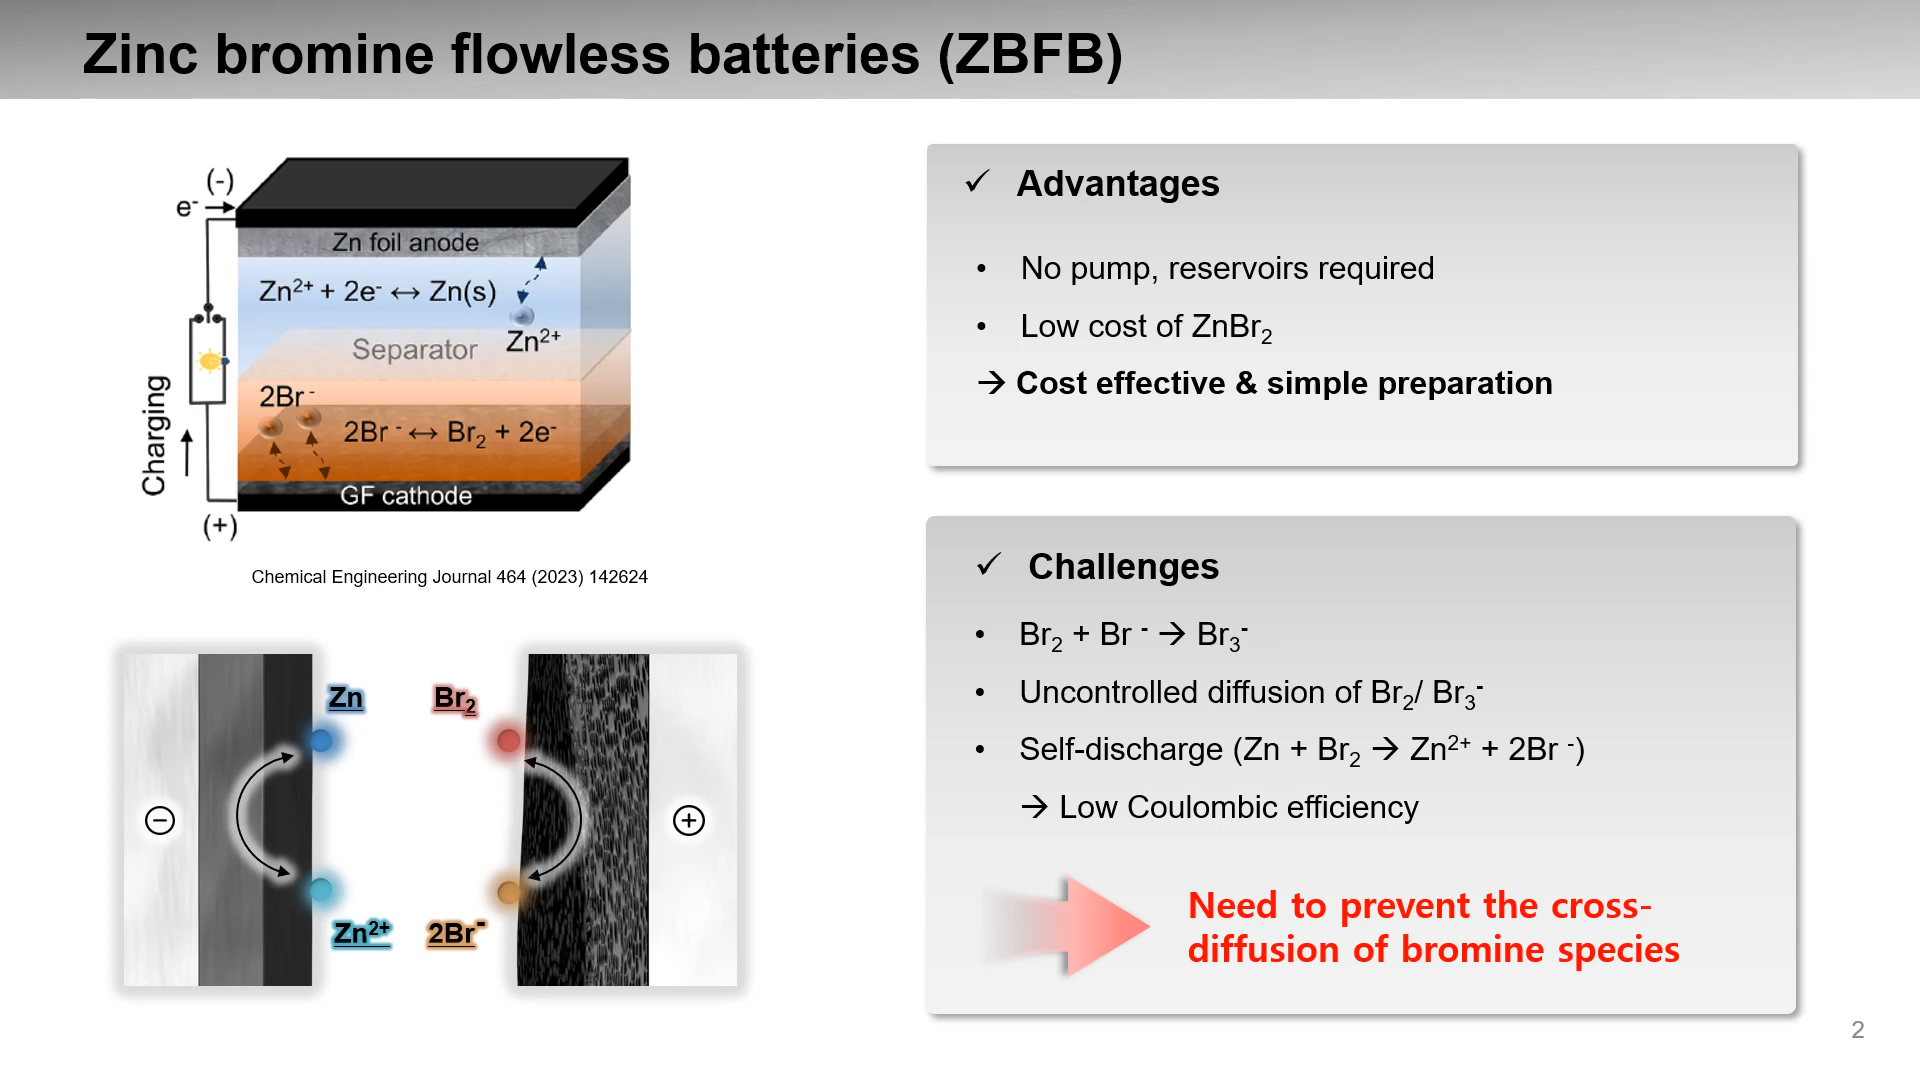 Zinc bromine flowless batteries (ZBFB)
(-)
e⁻
Zn foil anode
Zn²⁺ + 2e⁻ ↔ Zn(s)
Zn²⁺
Separator
2Br⁻
2Br⁻ ↔ Br₂ + 2e⁻
GF cathode
Charging
(+)
Chemical Engineering Journal 464 (2023) 142624
Zn
Br₂
−
+
Zn²⁺
2Br⁻
✓ Advantages
• No pump, reservoirs required
• Low cost of ZnBr₂
→ Cost effective & simple preparation
✓ Challenges
• Br₂ + Br⁻ → Br₃⁻
• Uncontrolled diffusion of Br₂/ Br₃⁻
• Self-discharge (Zn + Br₂ → Zn²⁺ + 2Br⁻)
→ Low Coulombic efficiency
Need to prevent the cross-
diffusion of bromine species
2